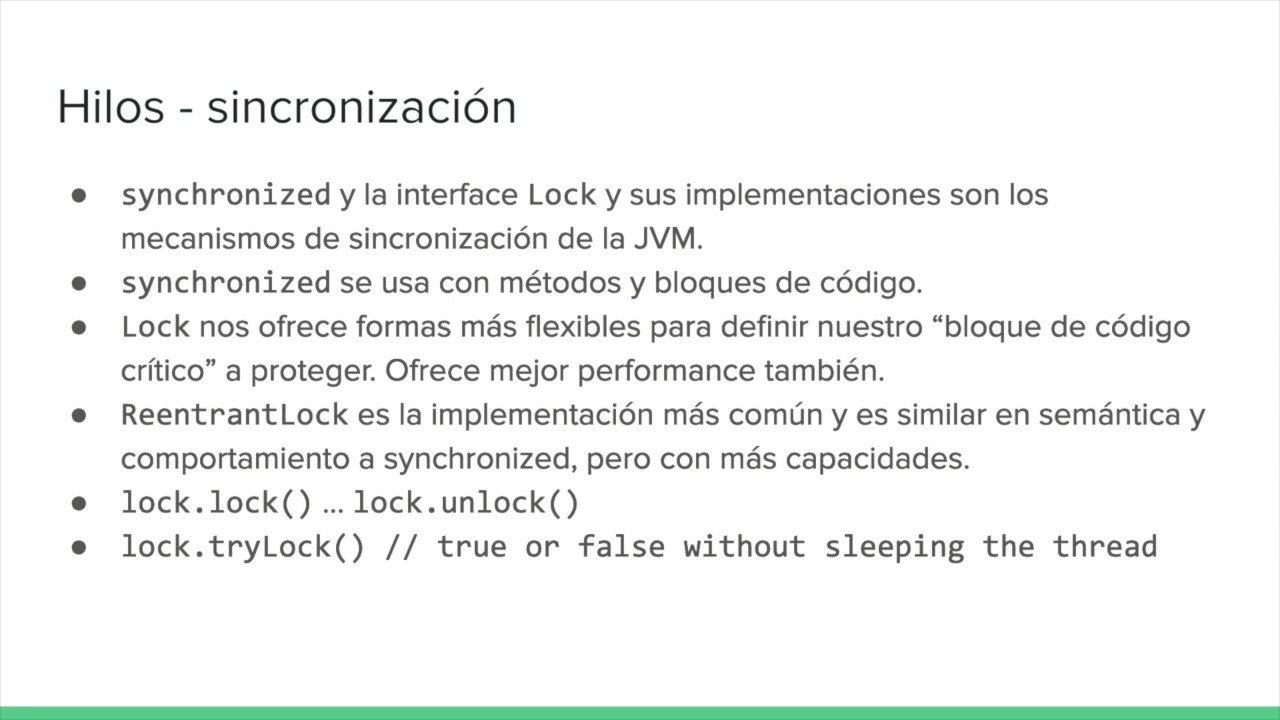 Hilos - sincronización
● synchronized y la interface Lock y sus implementaciones son los
mecanismos de sincronización de la JVM.
● synchronized se usa con métodos y bloques de código.
● Lock nos ofrece formas más flexibles para definir nuestro “bloque de código
crítico” a proteger. Ofrece mejor performance también.
● ReentrantLock es la implementación más común y es similar en semántica y
comportamiento a synchronized, pero con más capacidades.
● lock.lock() … lock.unlock()
● lock.tryLock() // true or false without sleeping the thread